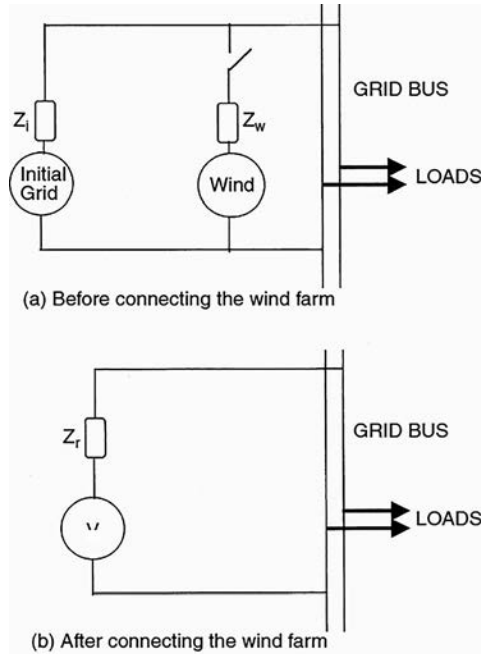 GRID BUS
Zi
Zw
Initial
Grid
Wind
LOADS
(a) Before connecting the wind farm
GRID BUS
Zr
LOADS
(b) After connecting the wind farm